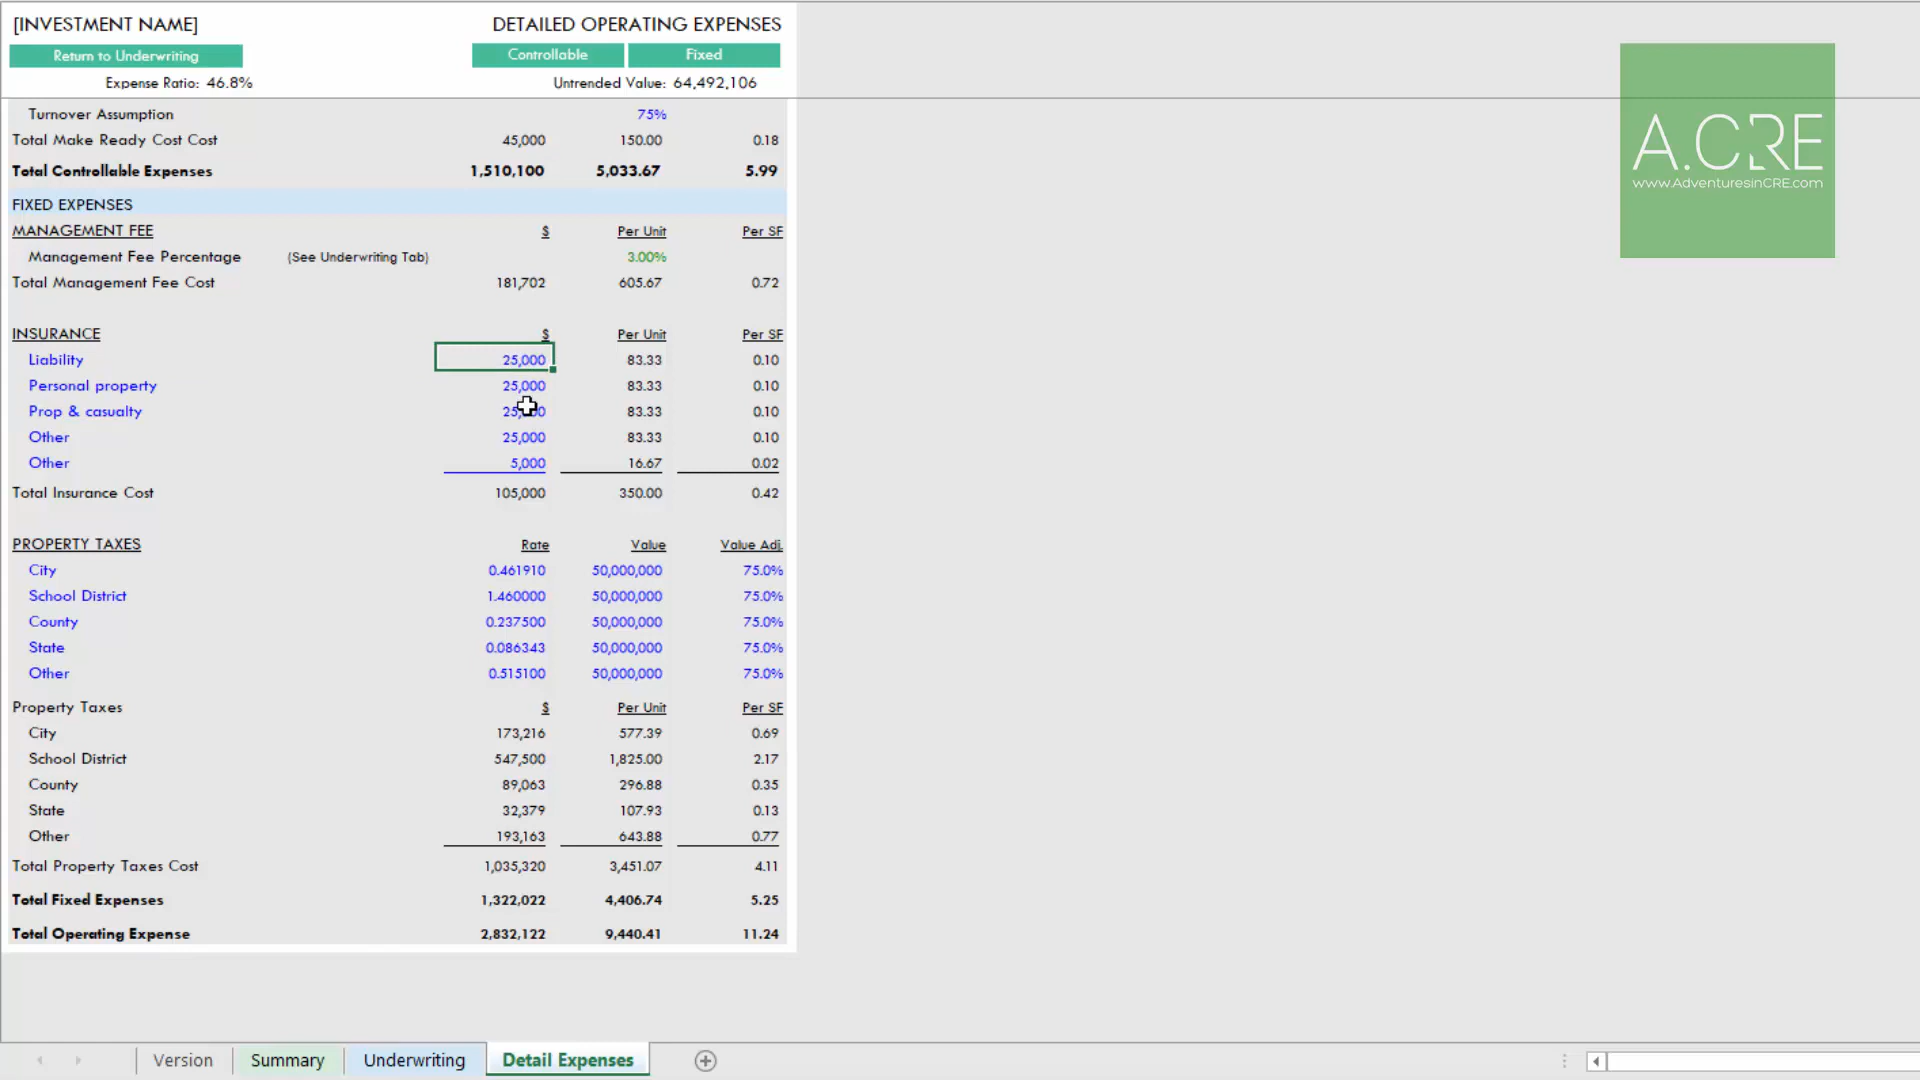 [INVESTMENT NAME] DETAILED OPERATING EXPENSES
Return to Underwriting Controllable Fixed
Expense Ratio: 46.8% Untrended Value: 64,492,106
Turnover Assumption 75%
Total Make Ready Cost Cost 45,000 150.00 0.18
Total Controllable Expenses 1,510,100 5,033.67 5.99
FIXED EXPENSES
MANAGEMENT FEE $ Per Unit Per SF
Management Fee Percentage (See Underwriting Tab) 3.00%
Total Management Fee Cost 181,702 605.67 0.72
INSURANCE $ Per Unit Per SF
Liability 25,000 83.33 0.10
Personal property 25,000 83.33 0.10
Prop & casualty 83.33 0.10
Other 25,000 83.33 0.10
Other 5,000 16.67 0.02
Total Insurance Cost 105,000 350.00 0.42
PROPERTY TAXES Rate Value Value Adj.
City 0.461910 50,000,000 75.0%
School District 1.460000 50,000,000 75.0%
County 0.237500 50,000,000 75.0%
State 0.086343 50,000,000 75.0%
Other 0.515100 50,000,000 75.0%
Property Taxes $ Per Unit Per SF
City 173,216 577.39 0.69
School District 547,500 1,825.00 2.17
County 89,063 296.88 0.35
State 32,379 107.93 0.13
Other 193,163 643.88 0.77
Total Property Taxes Cost 1,035,320 3,451.07 4.11
Total Fixed Expenses 1,322,022 4,406.74 5.25
Total Operating Expense 2,832,122 9,440.41 11.24
A.CRE
www.AdventuresinCRE.com
Version Summary Underwriting Detail Expenses